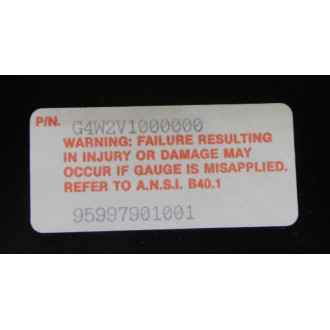 P/N.
G4W2V1000000
WARNING: FAILURE RESULTING
IN INJURY OR DAMAGE MAY
OCCUR IF GAUGE IS MISAPPLIED.
REFER TO A.N.S.I. B40.1
95997901001